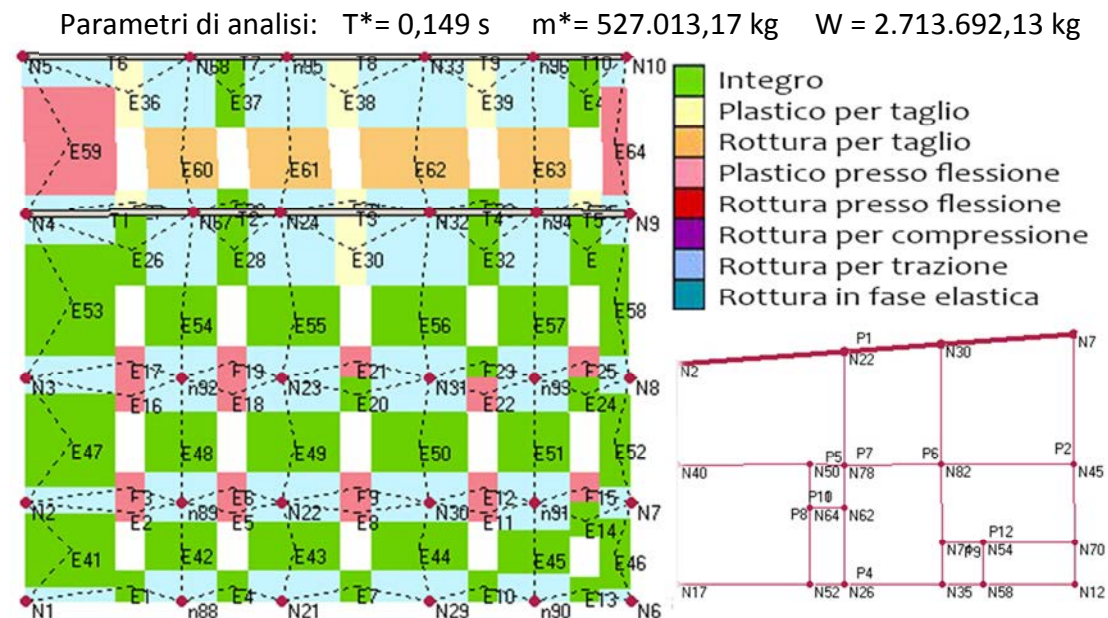 Parametri di analisi: T*= 0,149 s m*= 527.013,17 kg W = 2.713.692,13 kg
N5 T6 N68 T7 n95 T8 N33 T9 n96 T10 N10
E36 E37 E38 E39 E4
E59 E60 E61 E62 E63 E64
N4 T1 N67 T2 N24 T3 N32 T4 n94 T5 N9
E26 E28 E30 E32 E
E53 E54 E55 E56 E57 E58
E17 F19 E21 F23 F25
N3 n92 N23 N31 n93 N8
E16 E18 E20 E22 E24
E47 E48 E49 E50 E51 E52
F3 E6 F9 E12 F15
N2 n89 N22 N30 n91 N7
E2 E5 E8 E11 E14
E41 E42 E43 E44 E45 E46
E1 E4 E7 E10 E13
N1 n88 N21 N29 n90 N6
Integro
Plastico per taglio
Rottura per taglio
Plastico presso flessione
Rottura presso flessione
Rottura per compressione
Rottura per trazione
Rottura in fase elastica
P1
N2 N22 N30 N7
P5 P7 P6 P2
N40 N50 N78 N82 N45
P8 N64 N62
P12
N54 N70
P4
N17 N52 N26 N35 N58 N12